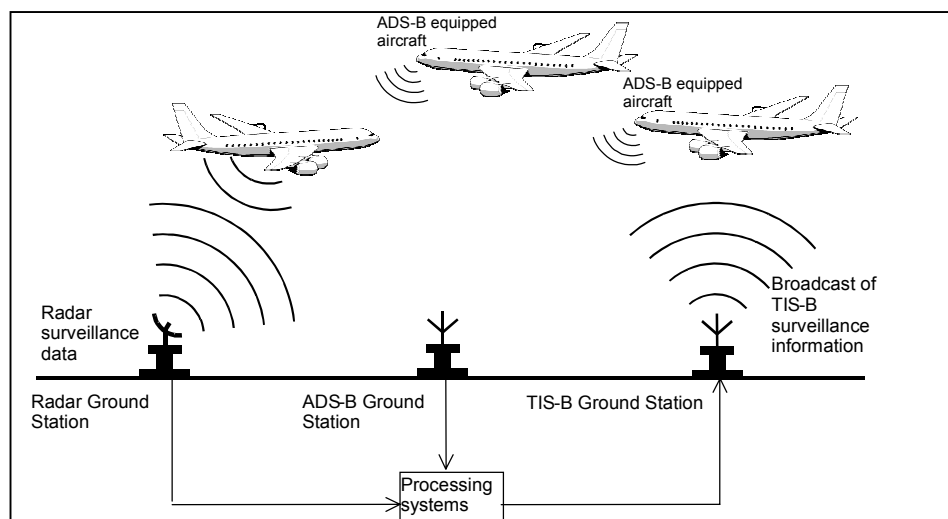 ADS-B equipped
aircraft
ADS-B equipped
aircraft
Radar
surveillance
data
Broadcast of
TIS-B
surveillance
information
Radar Ground
Station
ADS-B Ground
Station
TIS-B Ground Station
Processing
systems